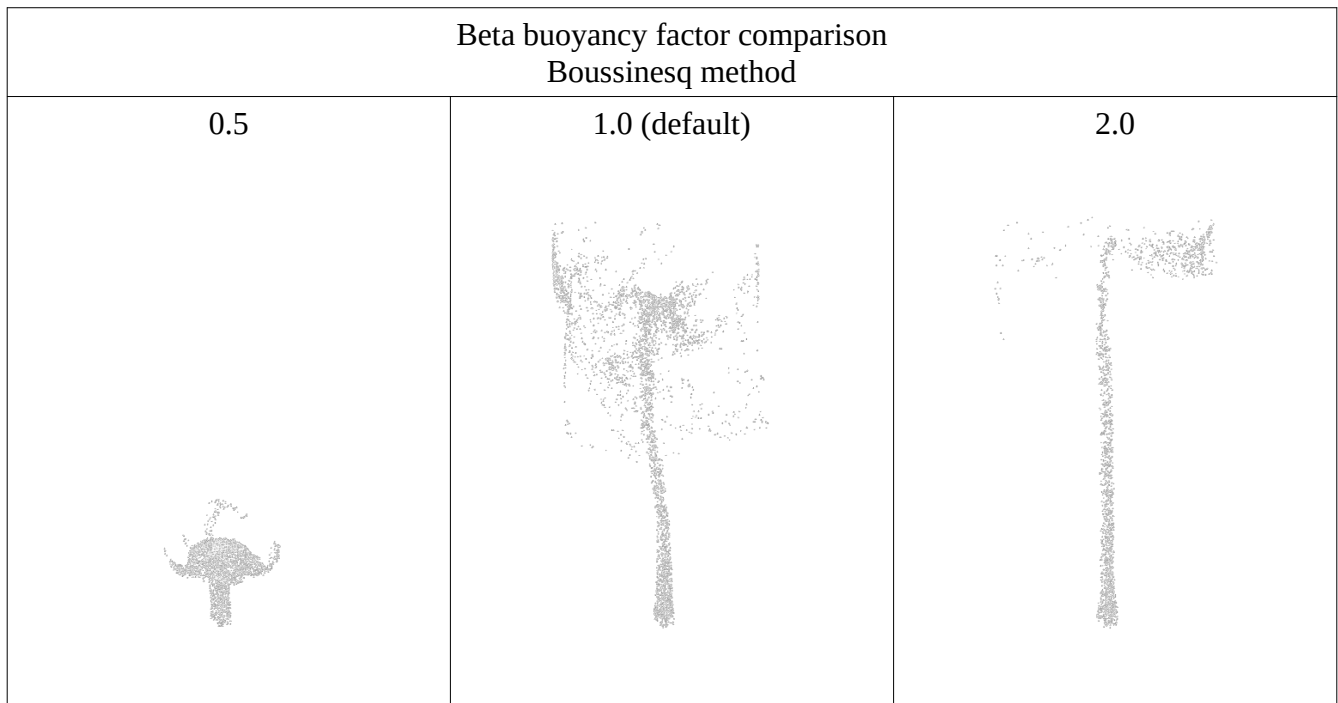 Beta buoyancy factor comparison
Boussinesq method
0.5
1.0 (default)
2.0